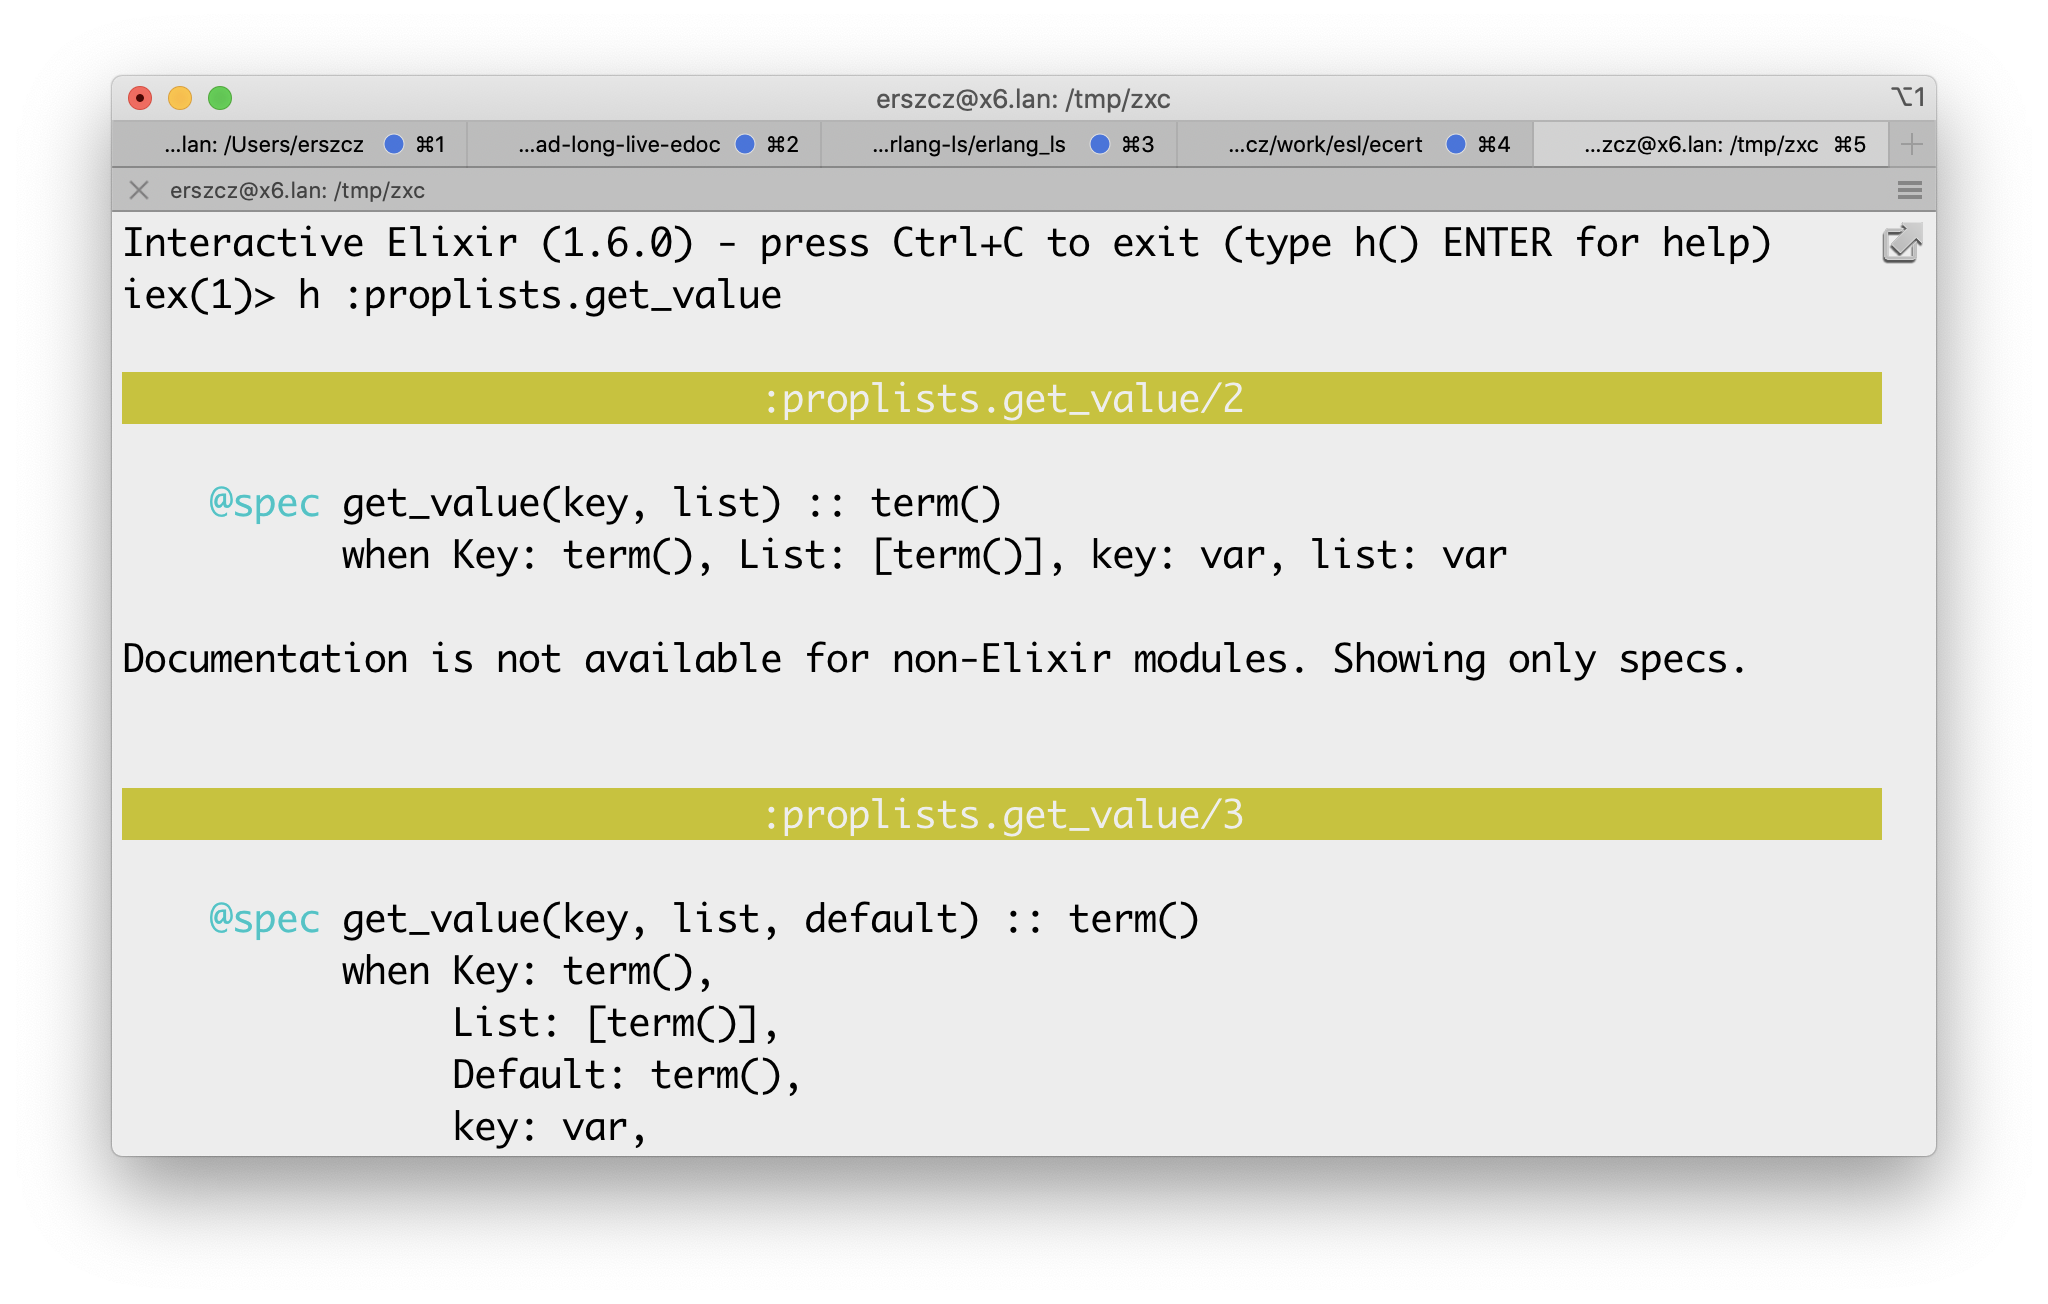 erszcz@x6.lan: /tmp/zxc ⌥1
...lan: /Users/erszcz ⌘1 ...ad-long-live-edoc ⌘2 ...rlang-ls/erlang_ls ⌘3 ...cz/work/esl/ecert ⌘4 ...zcz@x6.lan: /tmp/zxc ⌘5
erszcz@x6.lan: /tmp/zxc
Interactive Elixir (1.6.0) - press Ctrl+C to exit (type h() ENTER for help)
iex(1)> h :proplists.get_value
:proplists.get_value/2
@spec get_value(key, list) :: term()
when Key: term(), List: [term()], key: var, list: var
Documentation is not available for non-Elixir modules. Showing only specs.
:proplists.get_value/3
@spec get_value(key, list, default) :: term()
when Key: term(),
List: [term()],
Default: term(),
key: var,